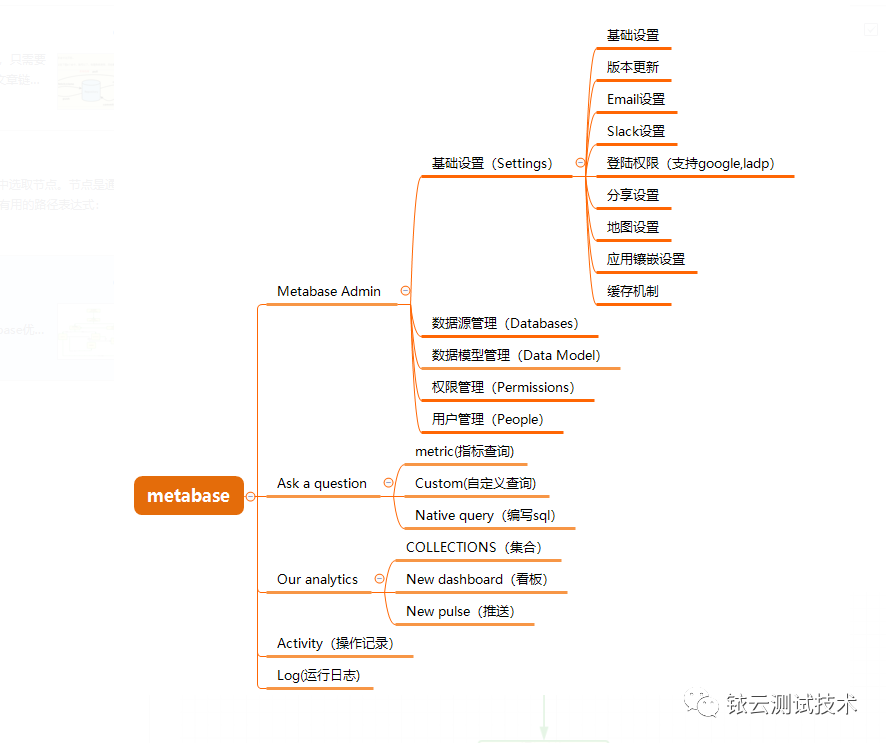 基础设置
版本更新
Email设置
Slack设置
基础设置（Settings）
登陆权限（支持google,ladp）
分享设置
地图设置
应用镶嵌设置
缓存机制
Metabase Admin
数据源管理（Databases）
数据模型管理（Data Model）
权限管理（Permissions）
用户管理（People）
metric(指标查询)
Ask a question
Custom(自定义查询)
metabase
Native query（编写sql）
COLLECTIONS（集合）
Our analytics
New dashboard（看板）
New pulse（推送）
Activity（操作记录）
Log(运行日志)
铱云测试技术